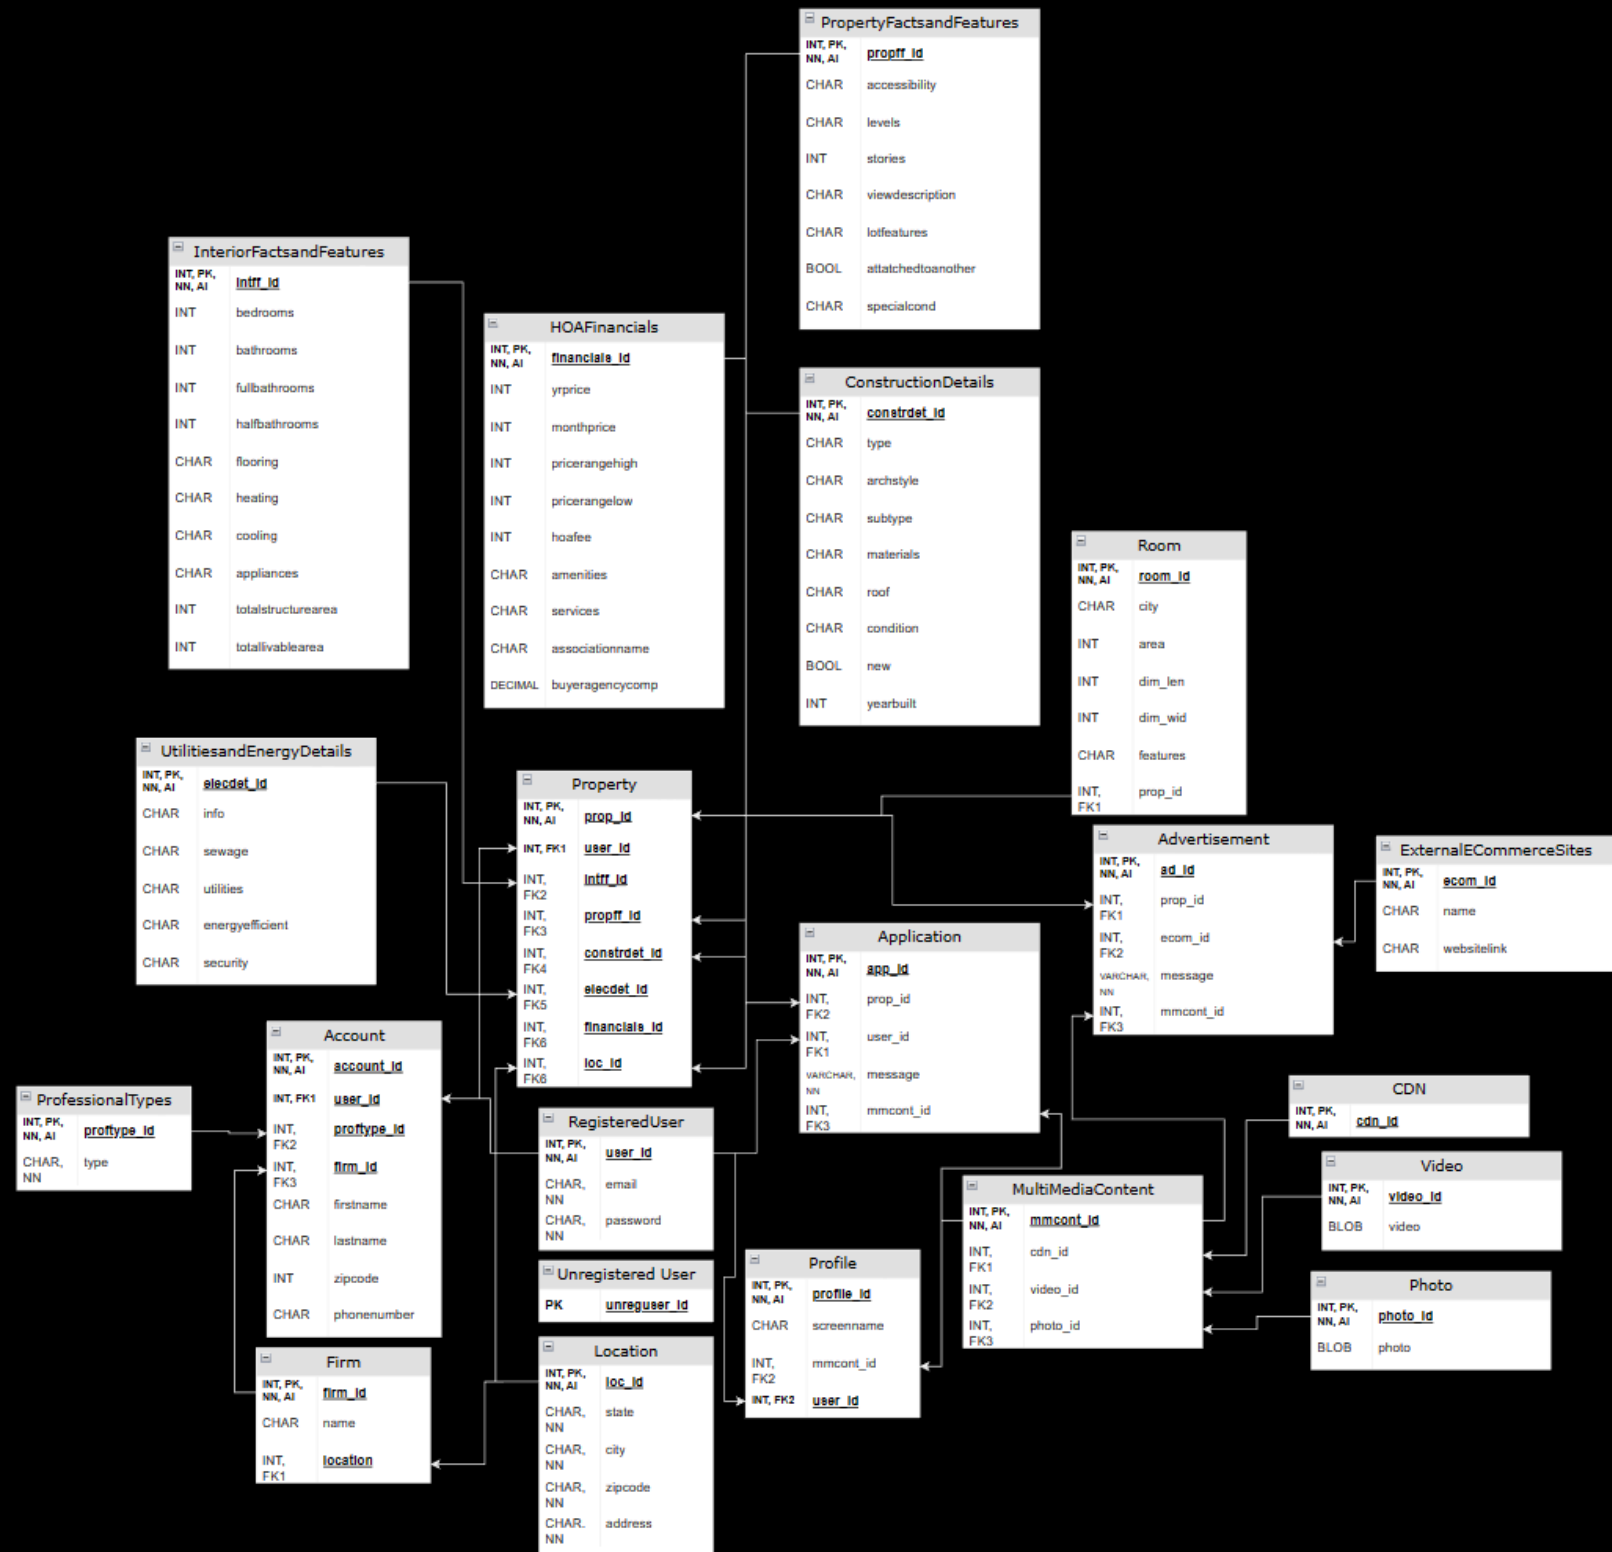 PropertyFactsandFeatures
INT, PK,
NN, AI
propff_id
CHAR accessibility
CHAR levels
INT stories
CHAR viewdescription
CHAR lotfeatures
BOOL attatchedtoanother
CHAR specialcond
InteriorFactsandFeatures
INT, PK,
NN, AI
intff_id
INT bedrooms
INT bathrooms
INT fullbathrooms
INT halfbathrooms
CHAR flooring
CHAR heating
CHAR cooling
CHAR appliances
INT totalstructurearea
INT totallivablearea
HOAFinancials
INT, PK,
NN, AI
financials_id
INT yrprice
INT monthprice
INT pricerangehigh
INT pricerangelow
INT hoafee
CHAR amenities
CHAR services
CHAR associationname
DECIMAL buyeragencycomp
ConstructionDetails
INT, PK,
NN, AI
constrdet_id
CHAR type
CHAR archstyle
CHAR subtype
CHAR materials
CHAR roof
CHAR condition
BOOL new
INT yearbuilt
Room
INT, PK,
NN, AI
room_id
CHAR city
INT area
INT dim_len
INT dim_wid
CHAR features
INT,
FK1
prop_id
UtilitiesandEnergyDetails
INT, PK,
NN, AI
elecdet_id
CHAR info
CHAR sewage
CHAR utilities
CHAR energyefficient
CHAR security
Property
INT, PK,
NN, AI
prop_id
INT, FK1 user_id
INT,
FK2
intff_id
INT,
FK3
propff_id
INT,
FK4
constrdet_id
INT,
FK5
elecdet_id
INT,
FK6
financials_id
INT,
FK6
loc_id
Advertisement
INT, PK,
NN, AI
ad_id
INT,
FK1
prop_id
INT,
FK2
ecom_id
VARCHAR,
NN
message
INT,
FK3
mmcont_id
ExternalECommerceSites
INT, PK,
NN, AI
ecom_id
CHAR name
CHAR websitelink
Application
INT, PK,
NN, AI
app_id
INT,
FK2
prop_id
INT,
FK1
user_id
VARCHAR,
NN
message
INT,
FK3
mmcont_id
Account
INT, PK,
NN, AI
account_id
INT, FK1 user_id
INT,
FK2
proftype_id
INT,
FK3
firm_id
CHAR firstname
CHAR lastname
INT zipcode
CHAR phonenumber
ProfessionalTypes
INT, PK,
NN, AI
proftype_id
CHAR,
NN
type
RegisteredUser
INT, PK,
NN, AI
user_id
CHAR,
NN
email
CHAR,
NN
password
Unregistered User
PK unreguser_id
Location
INT, PK,
NN, AI
loc_id
CHAR,
NN
state
CHAR,
NN
city
CHAR,
NN
zipcode
CHAR.
NN
address
Firm
INT, PK,
NN, AI
firm_id
CHAR name
INT,
FK1
location
Profile
INT, PK,
NN, AI
profile_id
CHAR screenname
INT,
FK2
mmcont_id
INT, FK2 user_id
MultiMediaContent
INT, PK,
NN, AI
mmcont_id
INT,
FK1
cdn_id
INT,
FK2
video_id
INT,
FK3
photo_id
CDN
INT, PK,
NN, AI
cdn_id
Video
INT, PK,
NN, AI
video_id
BLOB video
Photo
INT, PK,
NN, AI
photo_id
BLOB photo